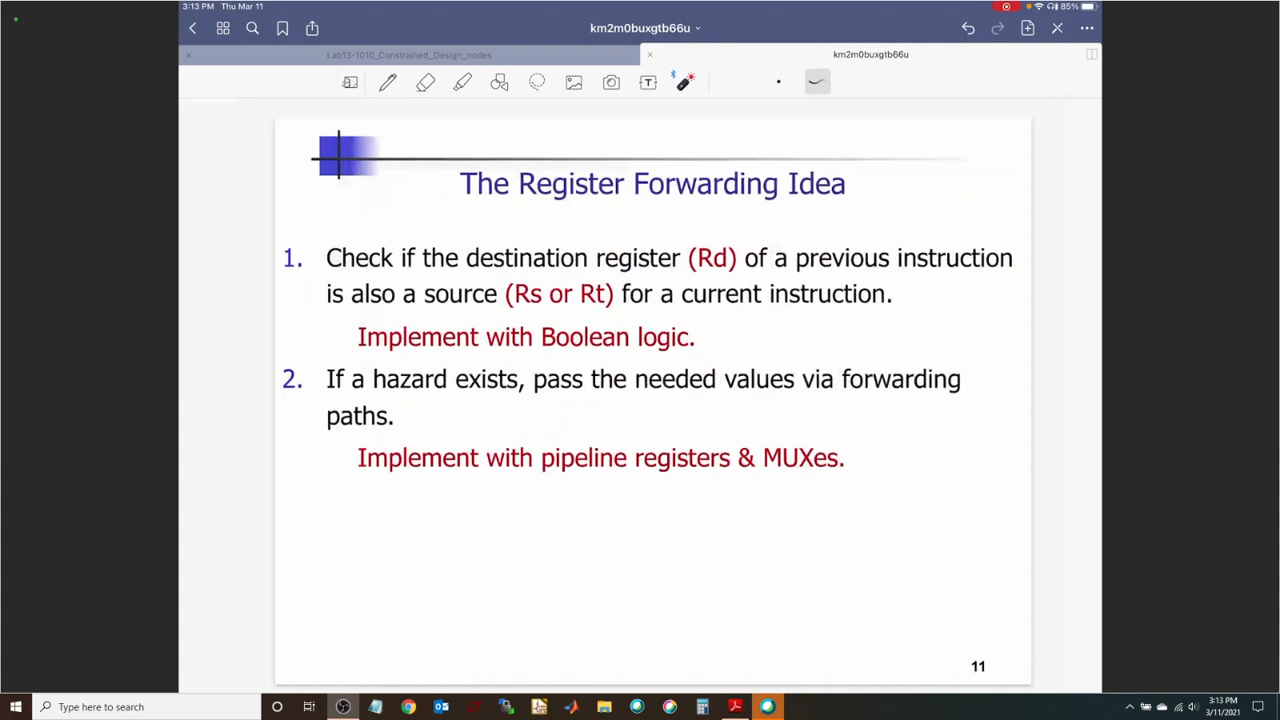 3:13 PM Thu Mar 11
85%
km2m0buxgtb66u
Lab13-1010_Constrained_Design_nodes
km2m0buxgtb66u
T
The Register Forwarding Idea
1. Check if the destination register (Rd) of a previous instruction
is also a source (Rs or Rt) for a current instruction.
Implement with Boolean logic.
2. If a hazard exists, pass the needed values via forwarding
paths.
Implement with pipeline registers & MUXes.
11
Type here to search
3:13 PM
3/11/2021